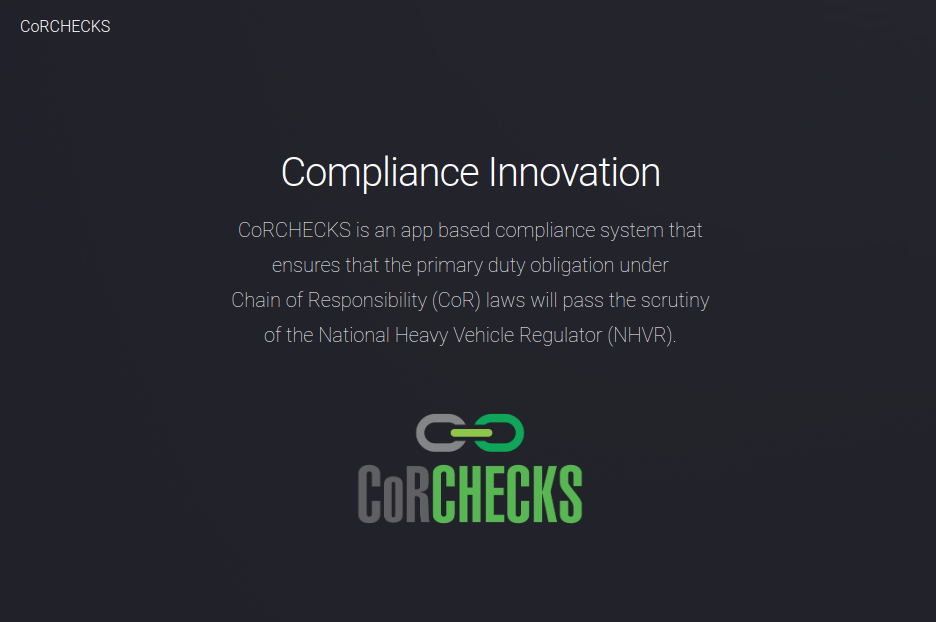 CoRCHECKS
Compliance Innovation
CoRCHECKS is an app based compliance system that
ensures that the primary duty obligation under
Chain of Responsibility (CoR) laws will pass the scrutiny
of the National Heavy Vehicle Regulator (NHVR).
CoRCHECKS